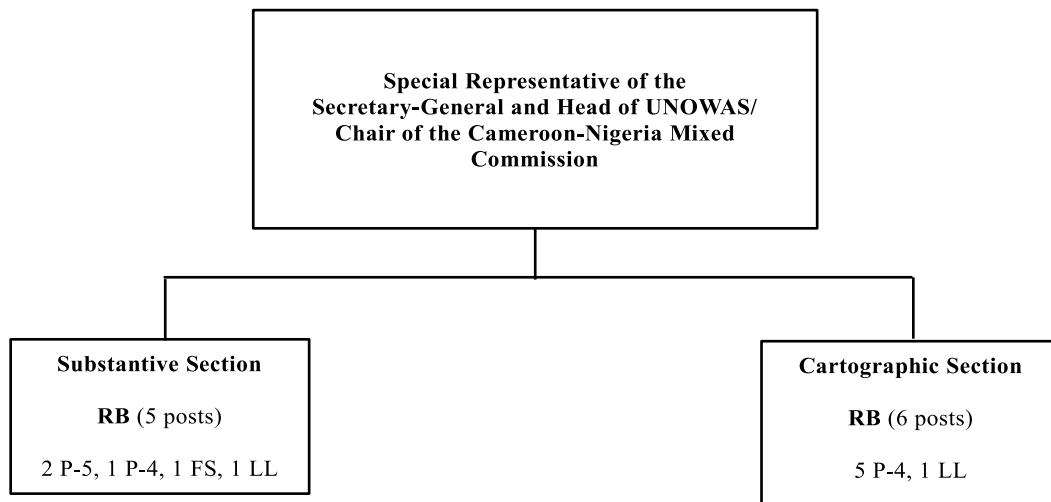 Special Representative of the
Secretary-General and Head of UNOWAS/
Chair of the Cameroon-Nigeria Mixed
Commission
Substantive Section
RB (5 posts)
2 P-5, 1 P-4, 1 FS, 1 LL
Cartographic Section
RB (6 posts)
5 P-4, 1 LL